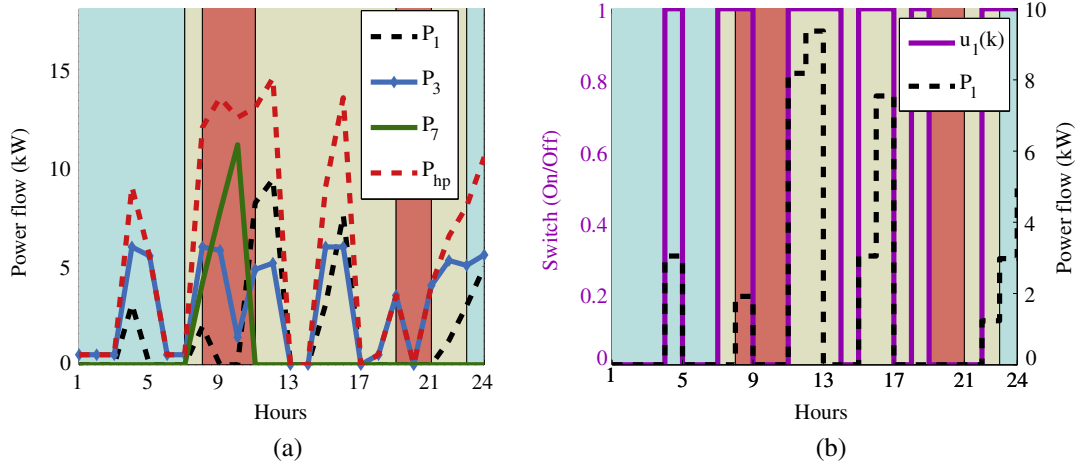 P1
P3
P7
Php
15
10
5
0
Power flow (kW)
1 5 9 13 17 21 24
Hours
(a)
u1(k)
P1
1
0.8
0.6
0.4
0.2
0
Switch (On/Off)
10
8
6
4
2
0
Power flow (kW)
1 5 9 13 17 21 24
Hours
(b)